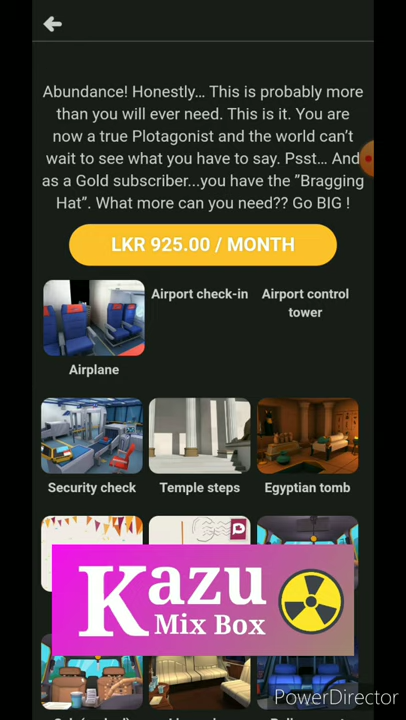 Abundance! Honestly... This is probably more
than you will ever need. This is it. You are
now a true Plotagonist and the world can't
wait to see what you have to say. Psst... And
as a Gold subscriber...you have the ”Bragging
Hat”. What more can you need?? Go BIG !
LKR 925.00 / MONTH
Airplane
Airport check-in
Airport control
tower
Security check
Temple steps
Egyptian tomb
Kazu
Mix Box
PowerDirector